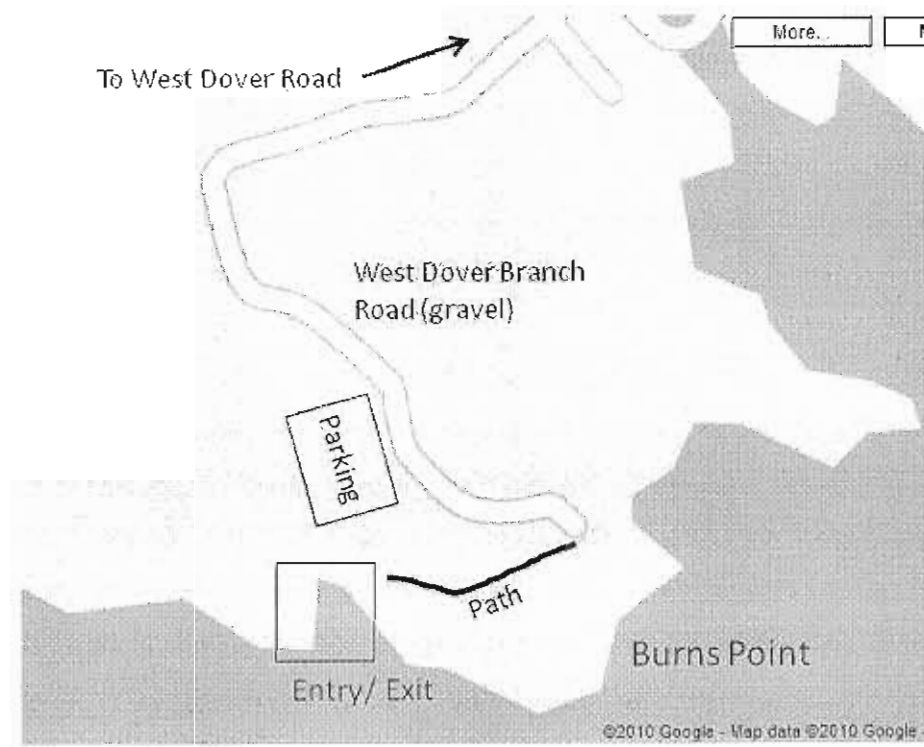 More...
To West Dover Road
West Dover Branch
Road (gravel)
Parking
Path
Burns Point
Entry/ Exit
©2010 Google - Map data ©2010 Google